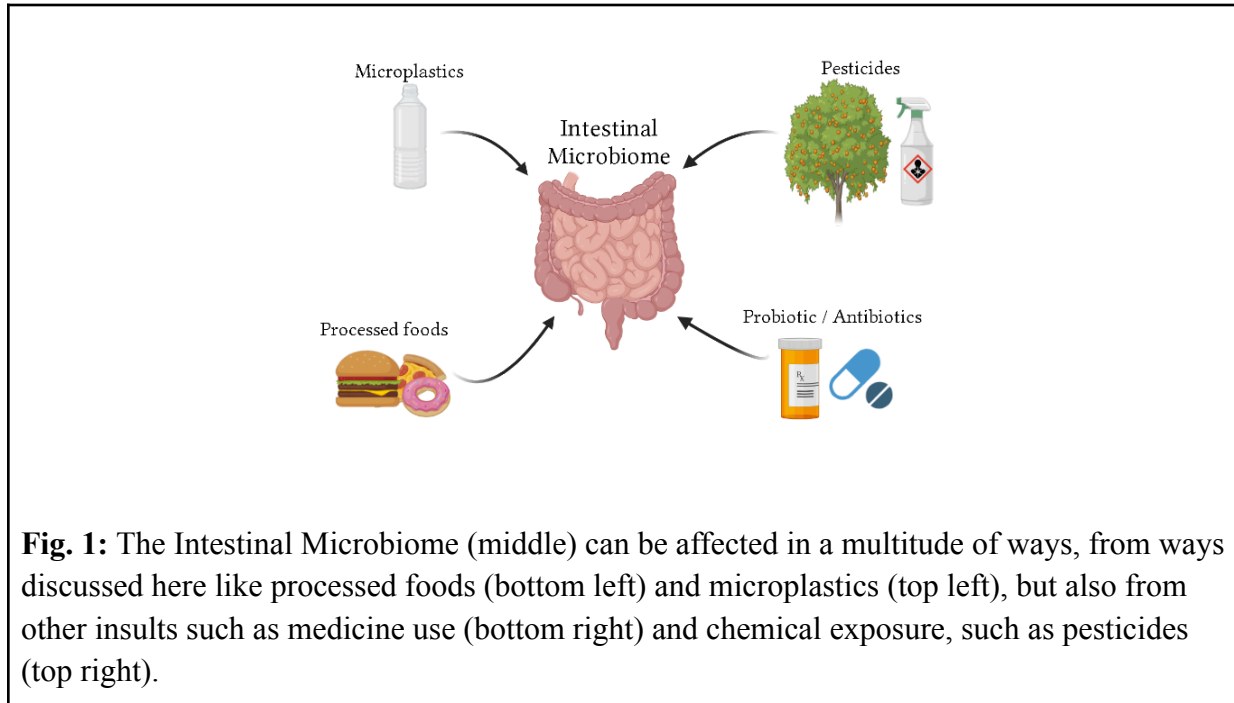 Microplastics
Pesticides
Intestinal
Microbiome
Processed foods
Probiotic / Antibiotics
Rx
Fig. 1: The Intestinal Microbiome (middle) can be affected in a multitude of ways, from ways
discussed here like processed foods (bottom left) and microplastics (top left), but also from
other insults such as medicine use (bottom right) and chemical exposure, such as pesticides
(top right).